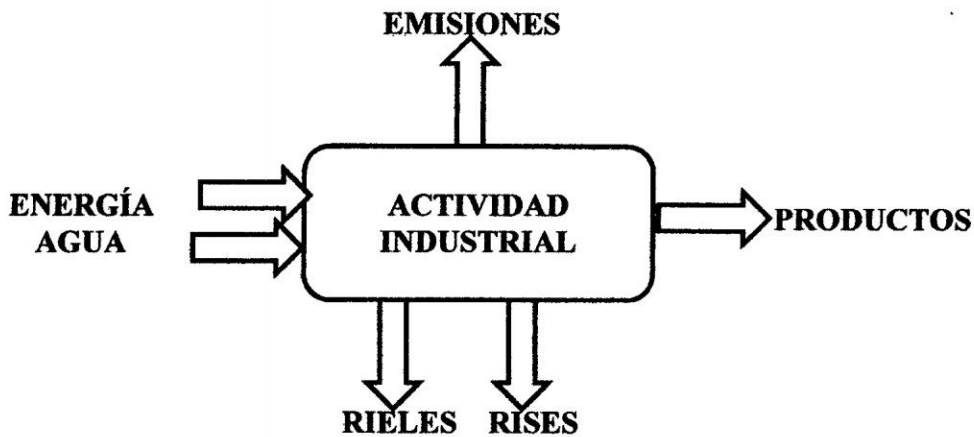 EMISIONES
ENERGÍA
AGUA
ACTIVIDAD
INDUSTRIAL
PRODUCTOS
RIELES
RISES